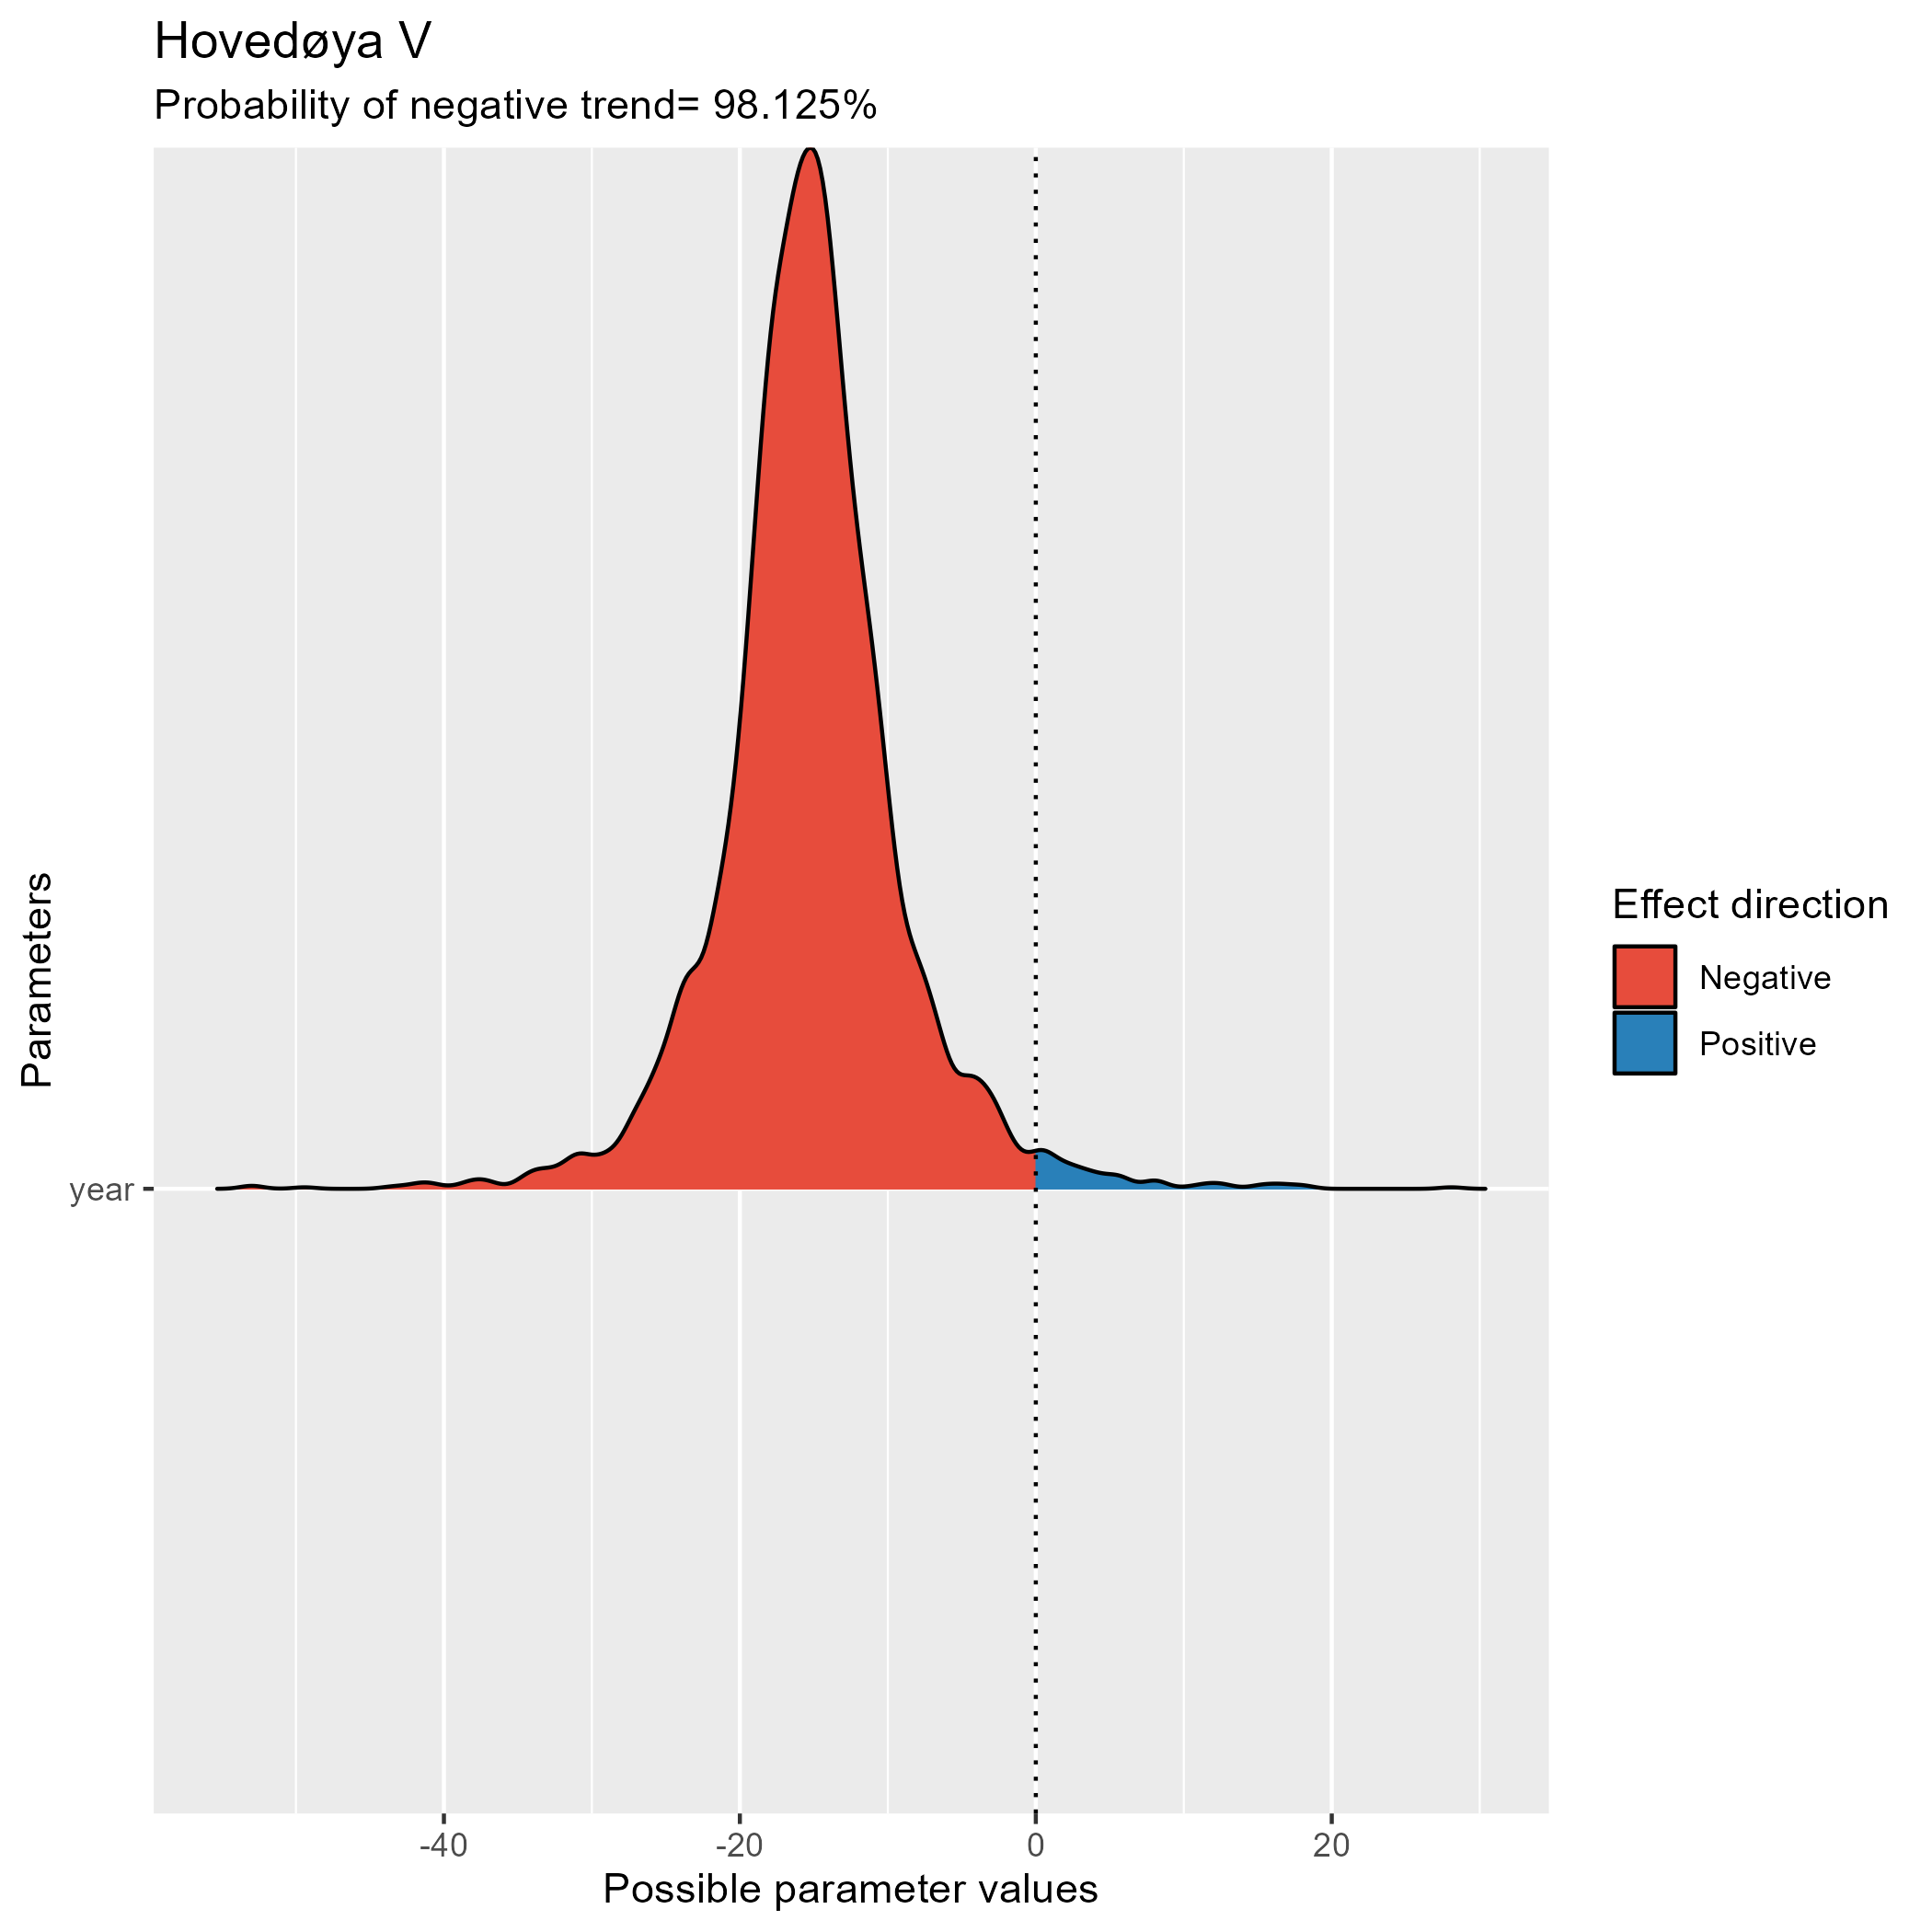 Hovedøya V
Probability of negative trend= 98.125%
Parameters
year
-40
-20
0
20
Possible parameter values
Effect direction
Negative
Positive